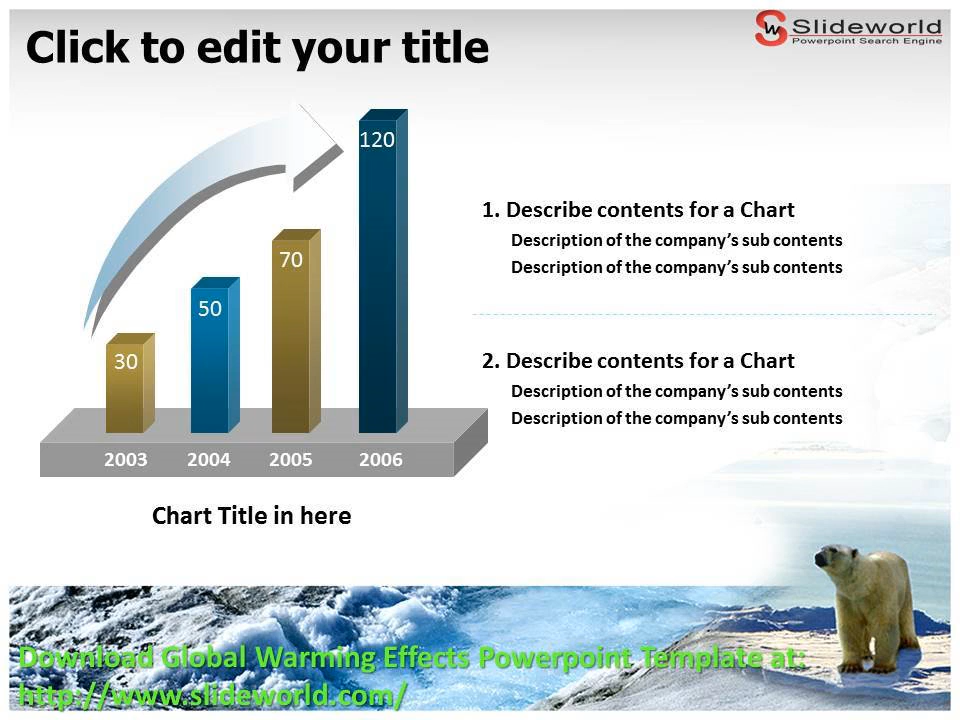 Click to edit your title
Slideworld
Powerpoint Search Engine
120
70
50
30
2003 2004 2005 2006
Chart Title in here
1. Describe contents for a Chart
Description of the company’s sub contents
Description of the company’s sub contents
2. Describe contents for a Chart
Description of the company’s sub contents
Description of the company’s sub contents
Download Global Warming Effects Powerpoint Template at:
http://www.slideworld.com/